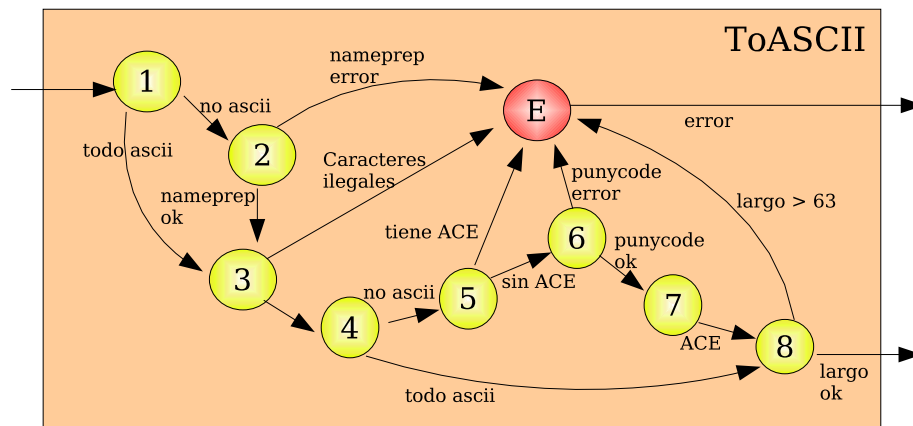 ToASCII
nameprep
error
1
E
no ascii
error
todo ascii
2
Caracteres
ilegales
punycode
error
nameprep
ok
largo > 63
tiene ACE
6
punycode
ok
3
sin ACE
no ascii
5
7
4
ACE
8
largo
ok
todo ascii